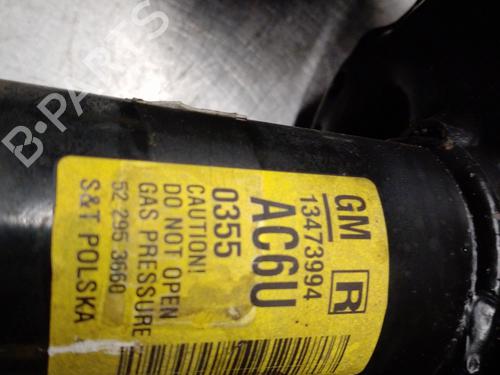 GM R
13473994
AC6U
0355
CAUTION!
DO NOT OPEN
GAS PRESSURE
52 295 3660
S&T POLSKA
B-PARTS